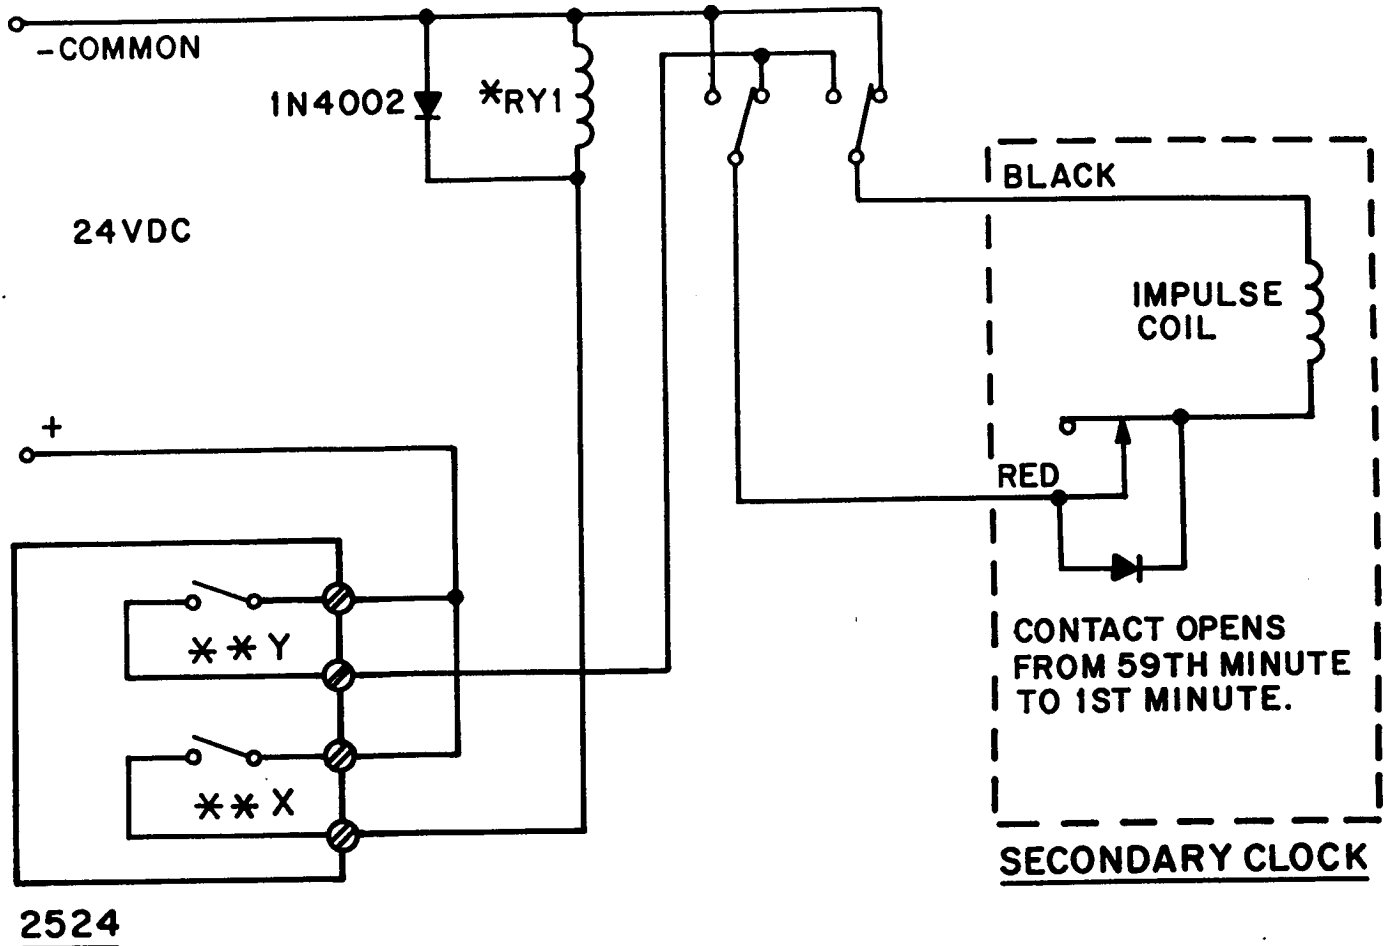 -COMMON
1N4002
*RY1
24VDC
BLACK
IMPULSE
COIL
+
RED
**Y
CONTACT OPENS
FROM 59TH MINUTE
TO 1ST MINUTE.
**X
SECONDARY CLOCK
2524